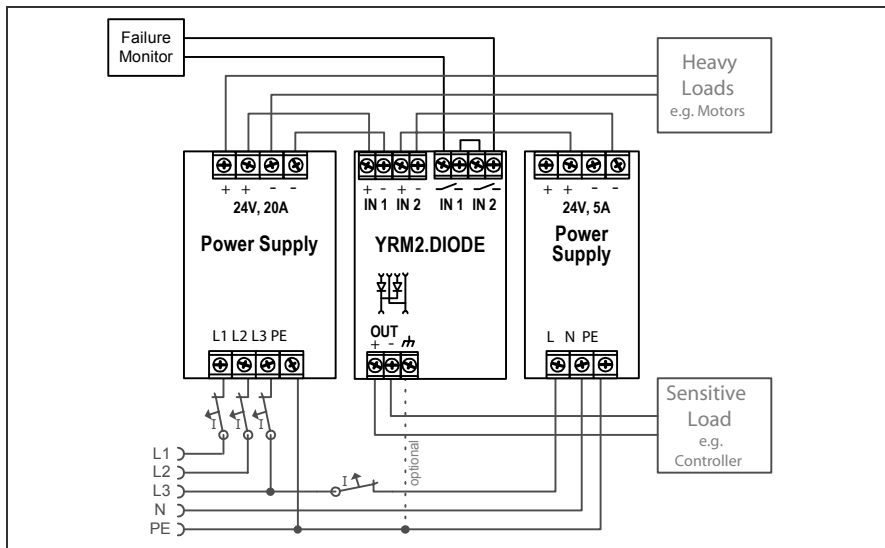 Failure
Monitor
Heavy
Loads
e.g. Motors
+ + - -
24V, 20A
Power Supply
L1 L2 L3 PE
+ - + -
IN 1 IN 2
IN 1 IN 2
YRM2.DIODE
OUT
+ -
+ + - -
24V, 5A
Power
Supply
L N PE
I I I
Sensitive
Load
e.g.
Controller
optional
L1
L2
L3
I
N
PE